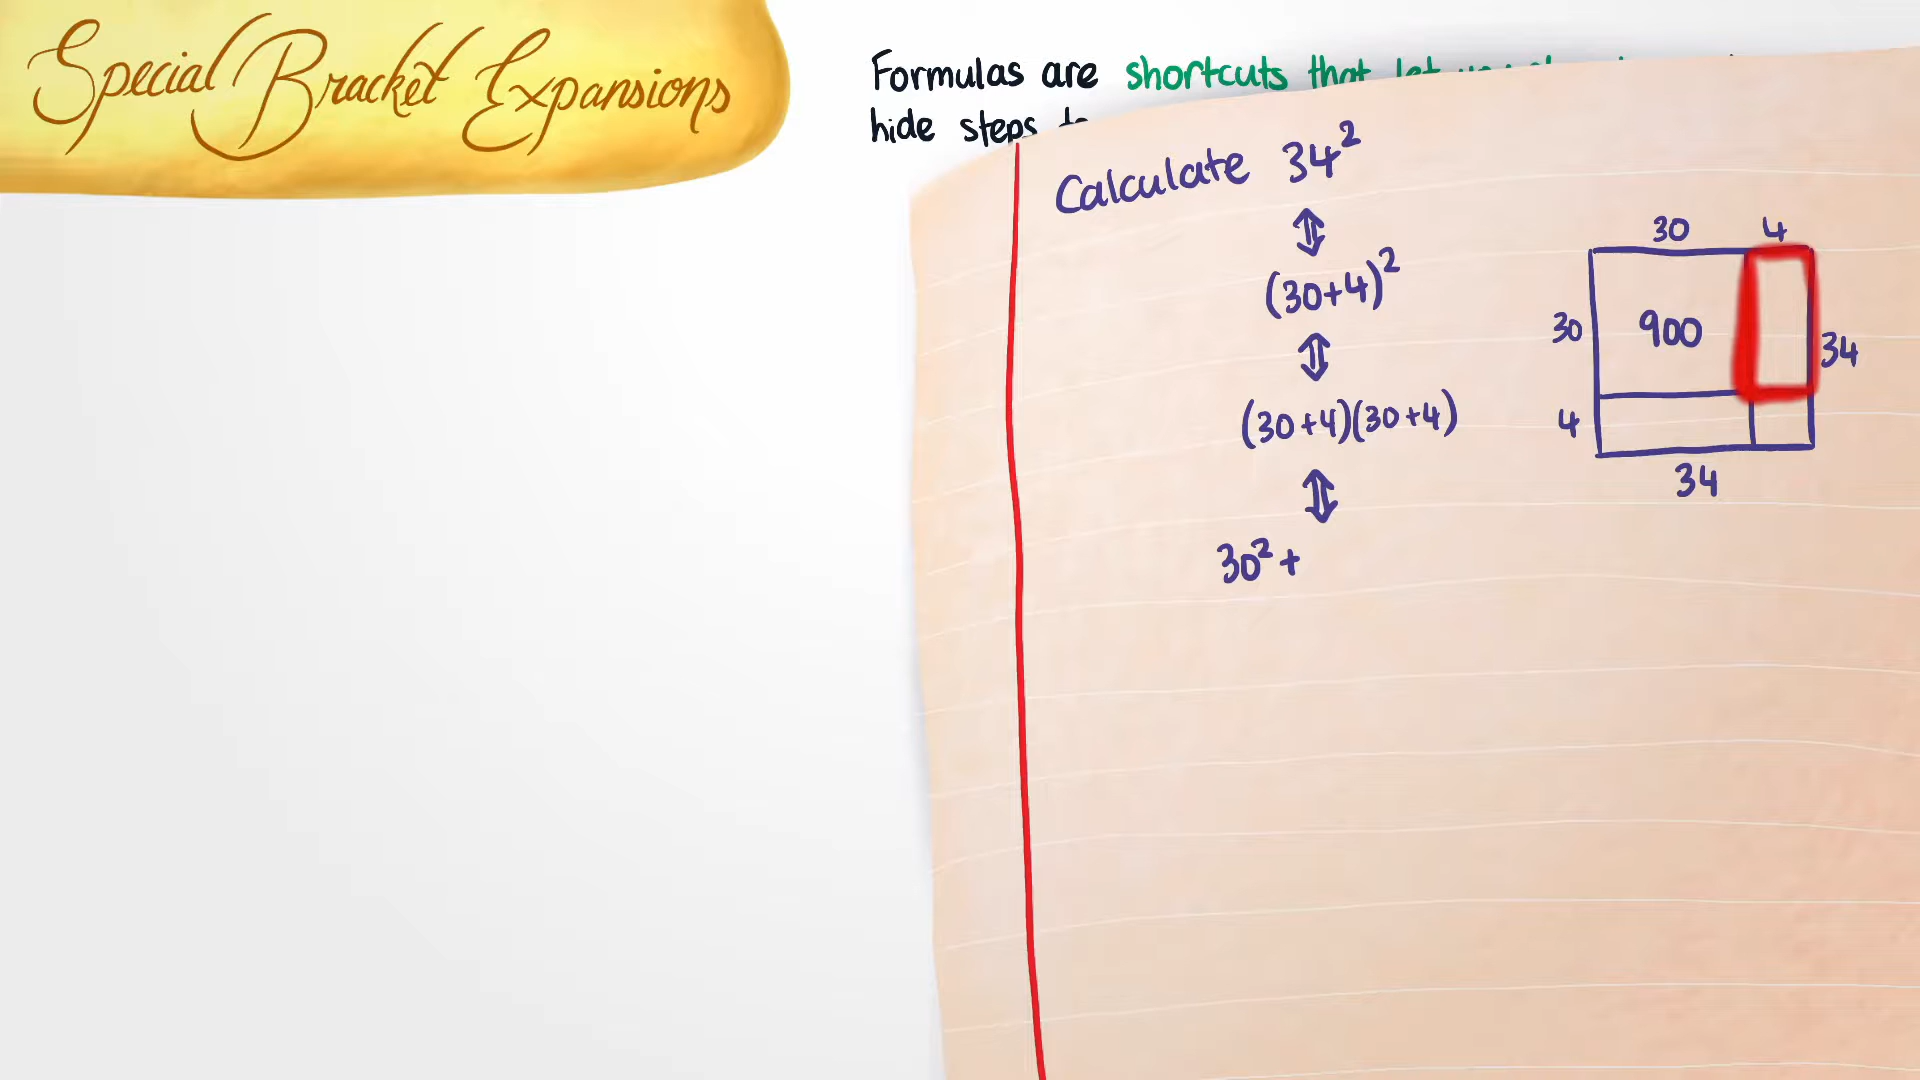 Special Bracket Expansions
Formulas are shortcuts that let
hide steps
Calculate 34²
⇕
(30+4)²
⇕
(30+4)(30+4)
⇕
30² +
30 4
30 900 34
4
34